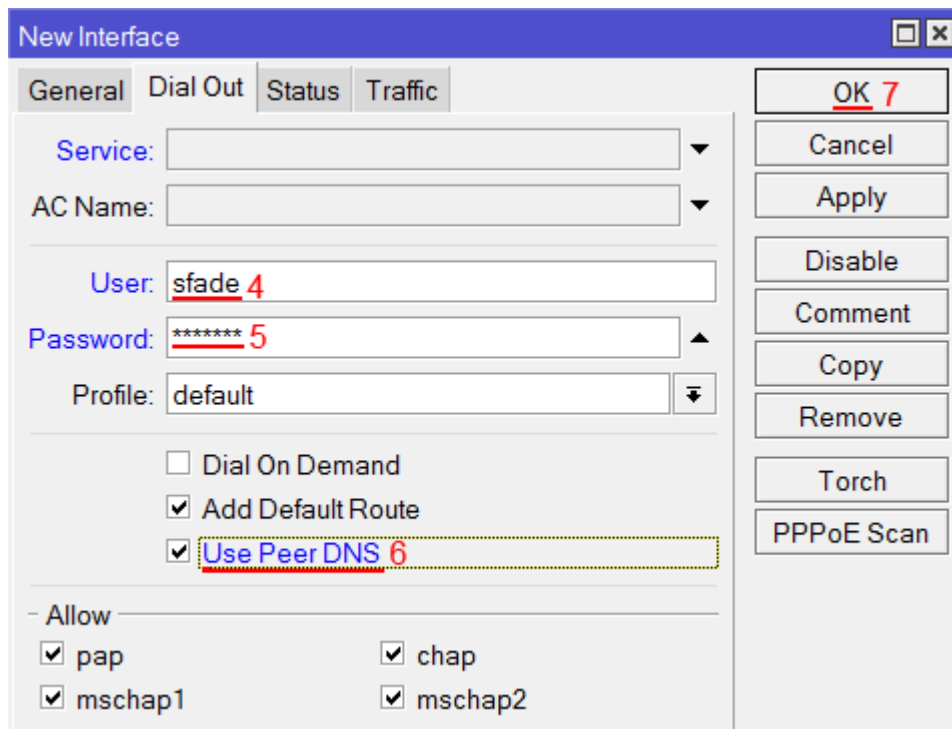 New Interface
General Dial Out Status Traffic
Service:
AC Name:
User: sfade 4
Password: ******* 5
Profile: default
Dial On Demand
Add Default Route
Use Peer DNS 6
Allow
pap chap
mschap1 mschap2
OK 7
Cancel
Apply
Disable
Comment
Copy
Remove
Torch
PPPoE Scan